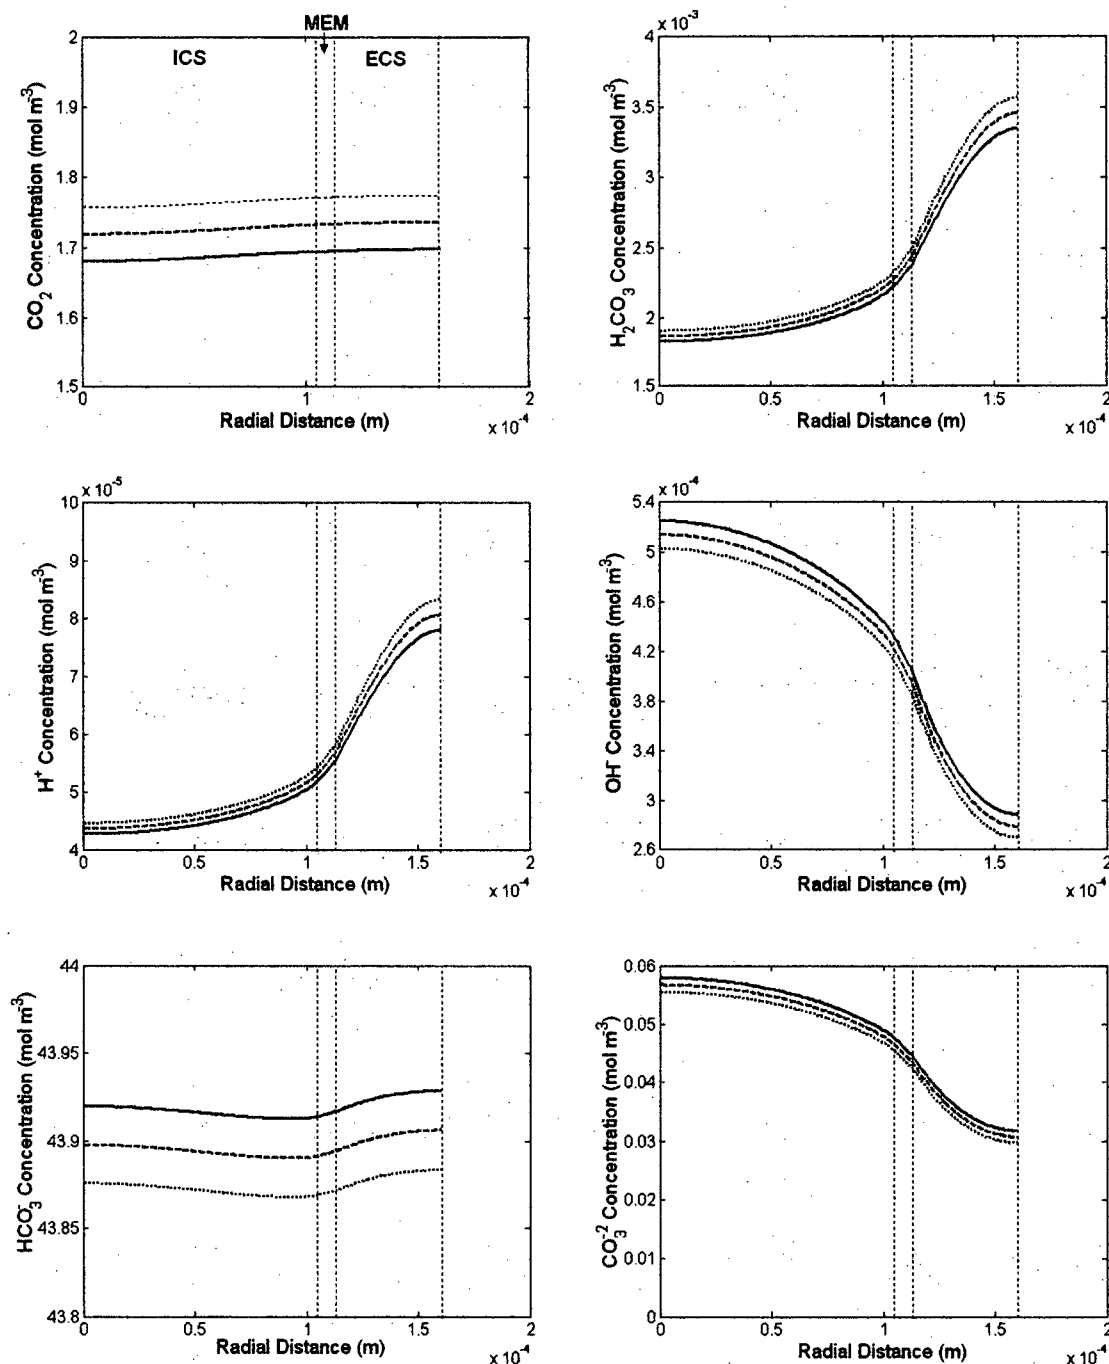 MEM
ICS
ECS
2
1.9
1.8
1.7
1.6
1.5
CO2 Concentration (mol m-3)
0
1
2
Radial Distance (m)
x 10-4
x 10-3
4
3.5
3
2.5
2
1.5
H2CO3 Concentration (mol m-3)
0
0.5
1
1.5
2
Radial Distance (m)
x 10-4
x 10-5
10
9
8
7
6
5
4
H+ Concentration (mol m-3)
0
0.5
1
1.5
2
Radial Distance (m)
x 10-4
x 10-4
5.4
5
4.6
4.2
3.8
3.4
3
2.6
OH- Concentration (mol m-3)
0
0.5
1
1.5
2
Radial Distance (m)
x 10-4
44
43.95
43.9
43.85
43.8
HCO3- Concentration (mol m-3)
0
0.5
1
1.5
2
Radial Distance (m)
x 10-4
0.06
0.05
0.04
0.03
0.02
0.01
0
CO3-2 Concentration (mol m-3)
0
0.5
1
1.5
2
Radial Distance (m)
x 10-4